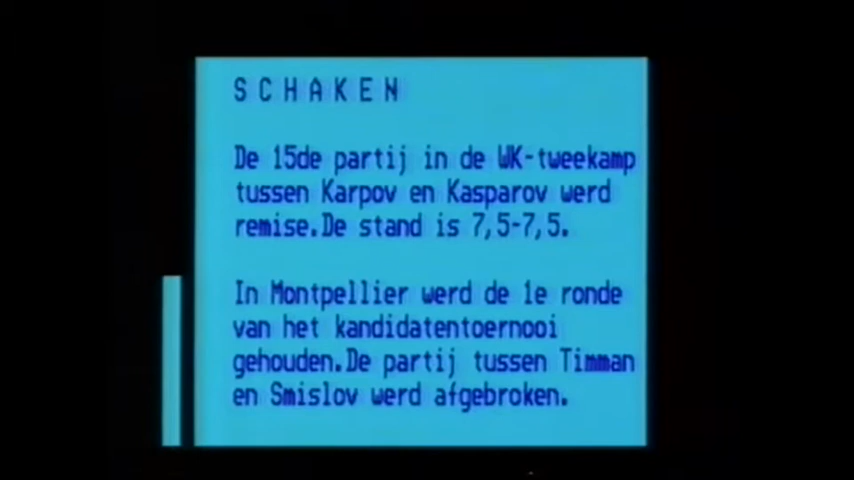 SCHAKEN
De 15de partij in de WK-tweekamp
tussen Karpov en Kasparov werd
remise.De stand is 7,5-7,5.
In Montpellier werd de 1e ronde
van het kandidatentoernooi
gehouden.De partij tussen Timman
en Smislov werd afgebroken.